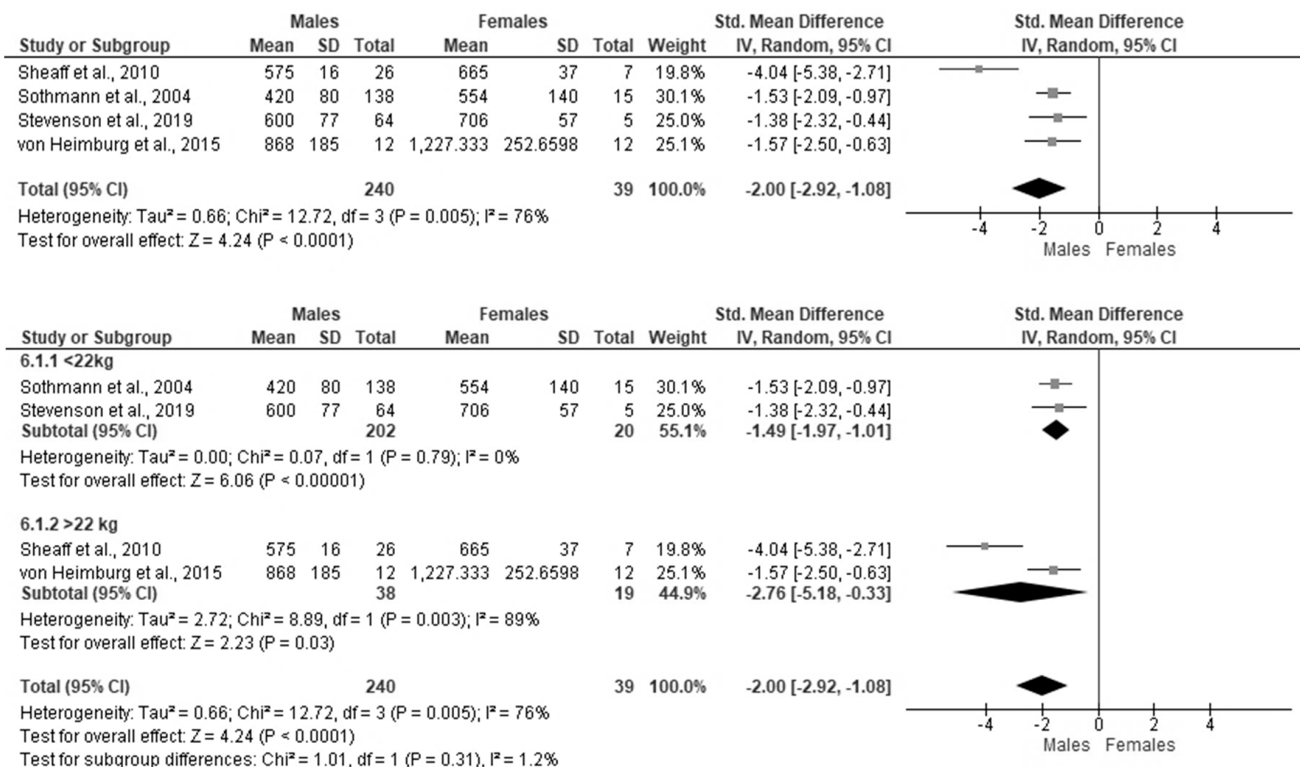 Males Females Std. Mean Difference Std. Mean Difference
Study or Subgroup Mean SD Total Mean SD Total Weight IV, Random, 95% CI IV, Random, 95% CI
Sheaff et al., 2010 575 16 26 665 37 7 19.8% -4.04 [-5.38, -2.71]
Sothmann et al., 2004 420 80 138 554 140 15 30.1% -1.53 [-2.09, -0.97]
Stevenson et al., 2019 600 77 64 706 57 5 25.0% -1.38 [-2.32, -0.44]
von Heimburg et al., 2015 868 185 12 1,227.333 252.6598 12 25.1% -1.57 [-2.50, -0.63]
Total (95% CI) 240 39 100.0% -2.00 [-2.92, -1.08]
Heterogeneity: Tau² = 0.66; Chi² = 12.72, df = 3 (P = 0.005); I² = 76%
Test for overall effect: Z = 4.24 (P < 0.0001)
-4 -2 0 2 4
Males Females
Males Females Std. Mean Difference Std. Mean Difference
Study or Subgroup Mean SD Total Mean SD Total Weight IV, Random, 95% CI IV, Random, 95% CI
6.1.1 <22kg
Sothmann et al., 2004 420 80 138 554 140 15 30.1% -1.53 [-2.09, -0.97]
Stevenson et al., 2019 600 77 64 706 57 5 25.0% -1.38 [-2.32, -0.44]
Subtotal (95% CI) 202 20 55.1% -1.49 [-1.97, -1.01]
Heterogeneity: Tau² = 0.00; Chi² = 0.07, df = 1 (P = 0.79); I² = 0%
Test for overall effect: Z = 6.06 (P < 0.00001)
6.1.2 >22 kg
Sheaff et al., 2010 575 16 26 665 37 7 19.8% -4.04 [-5.38, -2.71]
von Heimburg et al., 2015 868 185 12 1,227.333 252.6598 12 25.1% -1.57 [-2.50, -0.63]
Subtotal (95% CI) 38 19 44.9% -2.76 [-5.18, -0.33]
Heterogeneity: Tau² = 2.72; Chi² = 8.89, df = 1 (P = 0.003); I² = 89%
Test for overall effect: Z = 2.23 (P = 0.03)
Total (95% CI) 240 39 100.0% -2.00 [-2.92, -1.08]
Heterogeneity: Tau² = 0.66; Chi² = 12.72, df = 3 (P = 0.005); I² = 76%
Test for overall effect: Z = 4.24 (P < 0.0001)
Test for subgroup differences: Chi² = 1.01, df = 1 (P = 0.31), I² = 1.2%
-4 -2 0 2 4
Males Females